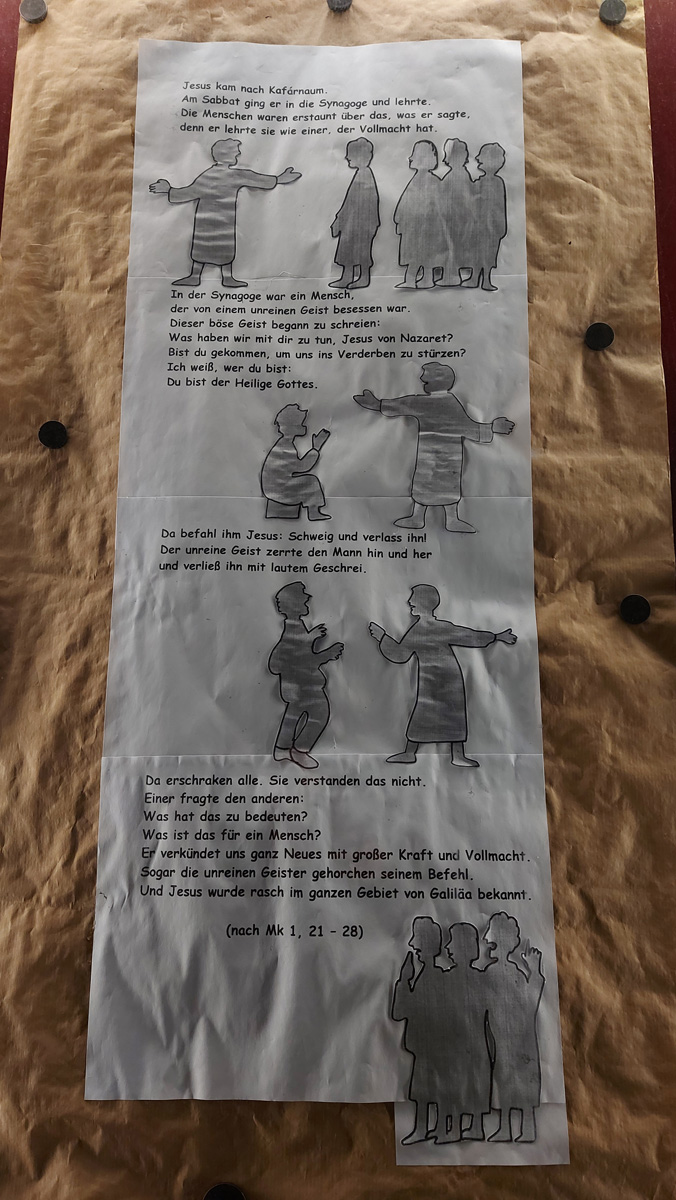 Jesus kam nach Kafárnaum.
Am Sabbat ging er in die Synagoge und lehrte.
Die Menschen waren erstaunt über das, was er sagte,
denn er lehrte sie wie einer, der Vollmacht hat.
In der Synagoge war ein Mensch,
der von einem unreinen Geist besessen war.
Dieser böse Geist begann zu schreien:
Was haben wir mit dir zu tun, Jesus von Nazaret?
Bist du gekommen, um uns ins Verderben zu stürzen?
Ich weiß, wer du bist:
Du bist der Heilige Gottes.
Da befahl ihm Jesus: Schweig und verlass ihn!
Der unreine Geist zerrte den Mann hin und her
und verließ ihn mit lautem Geschrei.
Da erschraken alle. Sie verstanden das nicht.
Einer fragte den anderen:
Was hat das zu bedeuten?
Was ist das für ein Mensch?
Er verkündet uns ganz Neues mit großer Kraft und Vollmacht.
Sogar die unreinen Geister gehorchen seinem Befehl.
Und Jesus wurde rasch im ganzen Gebiet von Galiläa bekannt.
(nach Mk 1, 21 - 28)